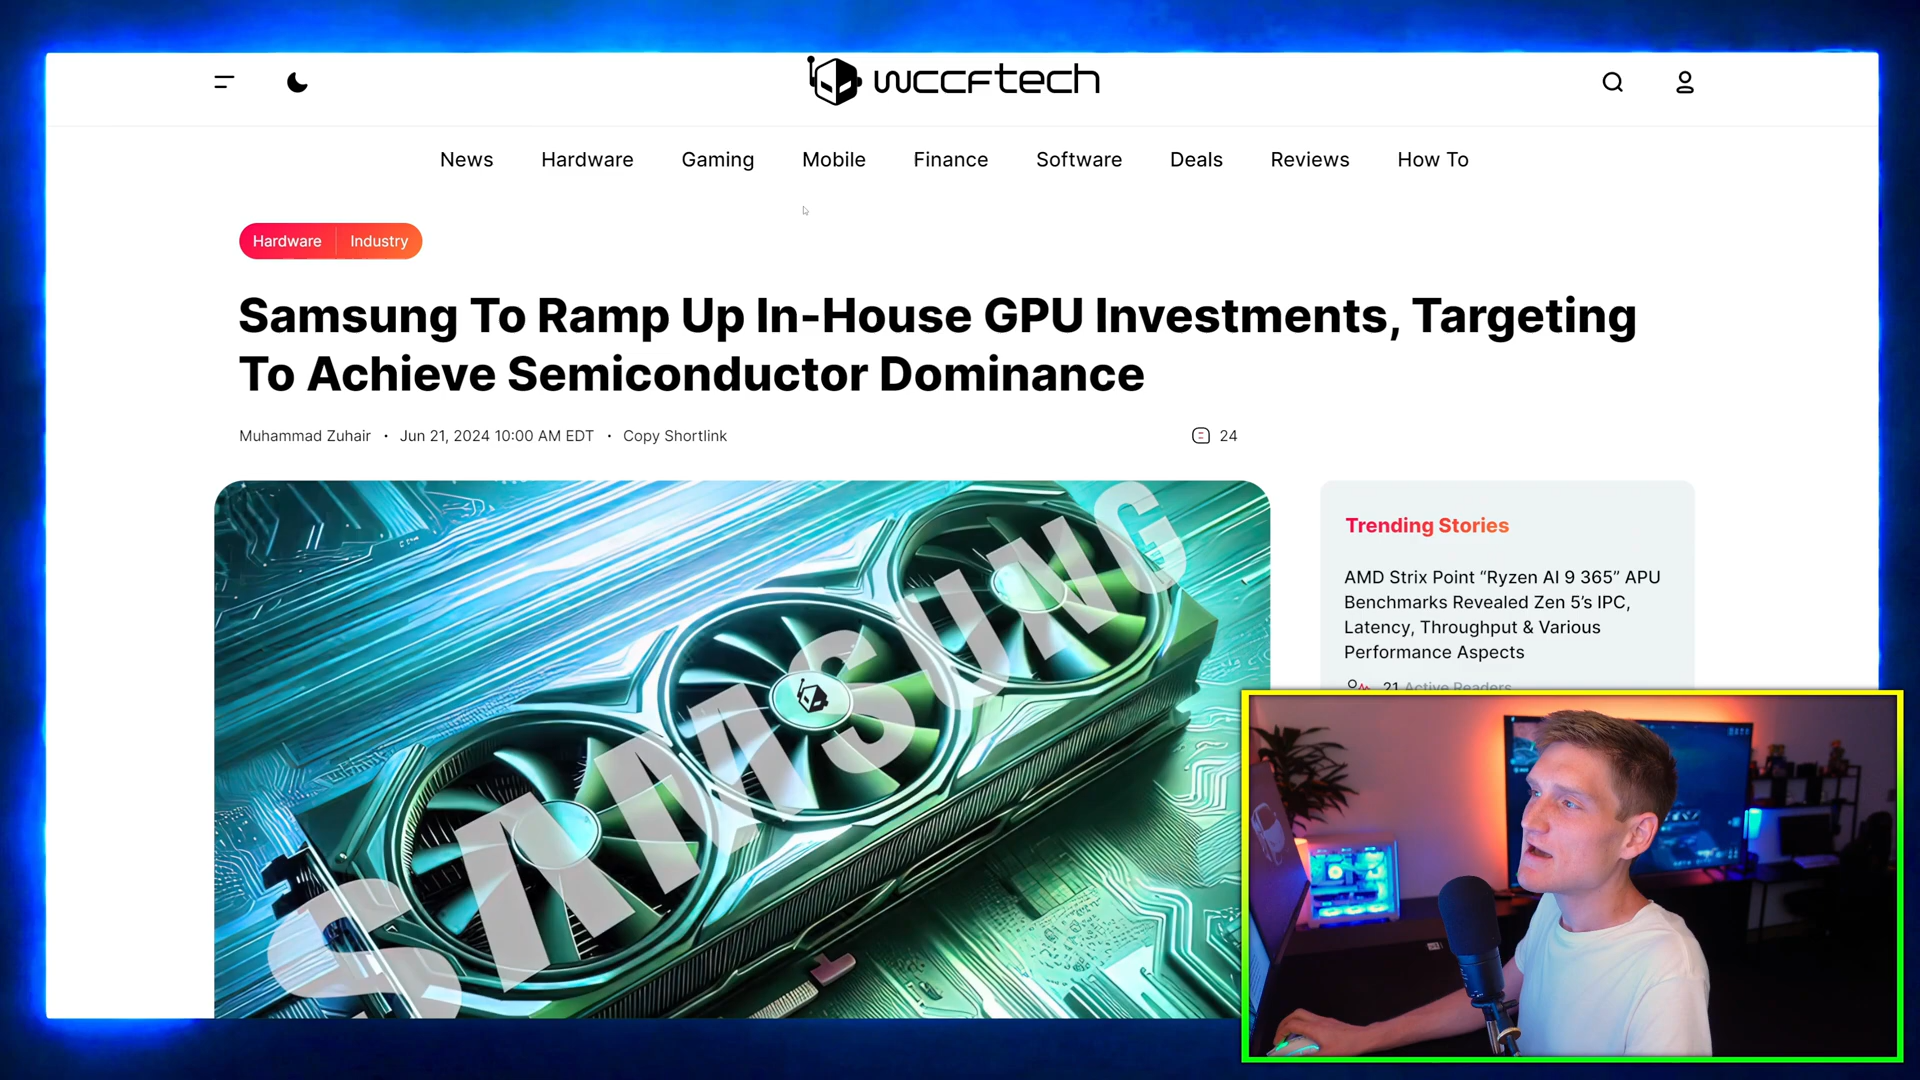 wccftech
News Hardware Gaming Mobile Finance Software Deals Reviews How To
Hardware Industry
Samsung To Ramp Up In-House GPU Investments, Targeting
To Achieve Semiconductor Dominance
Muhammad Zuhair • Jun 21, 2024 10:00 AM EDT • Copy Shortlink
24
SAMSUNG
Trending Stories
AMD Strix Point “Ryzen AI 9 365” APU
Benchmarks Revealed Zen 5’s IPC,
Latency, Throughput & Various
Performance Aspects
21 Active Readers